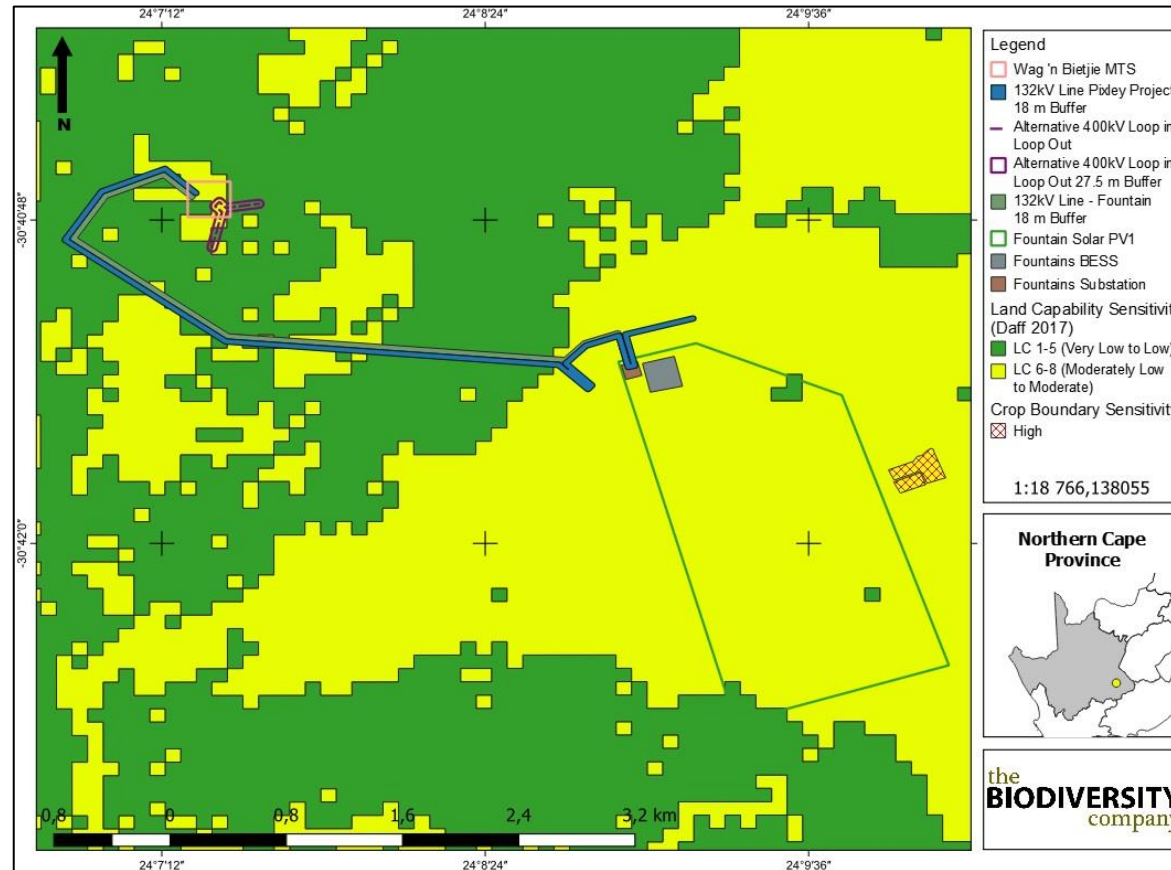 24°7'12"
24°8'24"
24°9'36"
N
-30°40'48"
-30°42'0"
0,8
0
0,8
1,6
2,4
3,2 km
24°7'12"
24°8'24"
24°9'36"
Legend
Wag 'n Bietjie MTS
132kV Line Pixley Project
18 m Buffer
Alternative 400kV Loop in
Loop Out
Alternative 400kV Loop in
Loop Out 27.5 m Buffer
132kV Line - Fountain
18 m Buffer
Fountain Solar PV1
Fountains BESS
Fountains Substation
Land Capability Sensitivit
(Daff 2017)
LC 1-5 (Very Low to Low)
LC 6-8 (Moderately Low
to Moderate)
Crop Boundary Sensitivit
High
1:18 766,138055
Northern Cape
Province
the
BIODIVERSITY
company